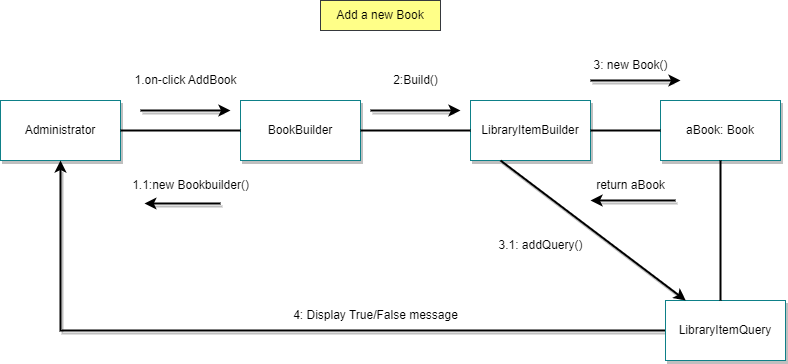 Add a new Book
1.on-click AddBook
2:Build()
3: new Book()
Administrator
BookBuilder
LibraryItemBuilder
aBook: Book
1.1:new Bookbuilder()
return aBook
3.1: addQuery()
4: Display True/False message
LibraryItemQuery